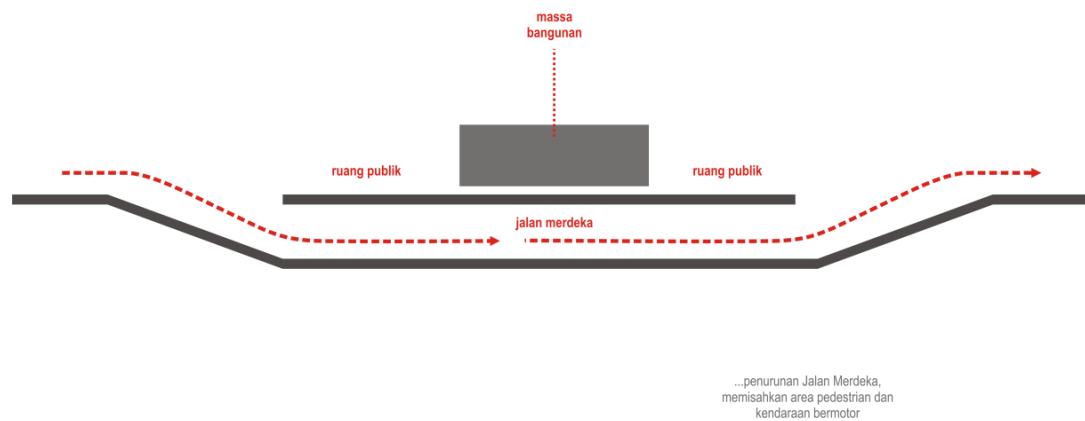 massa
bangunan
ruang publik
ruang publik
jalan merdeka
...penurunan Jalan Merdeka,
memisahkan area pedestrian dan
kendaraan bermotor